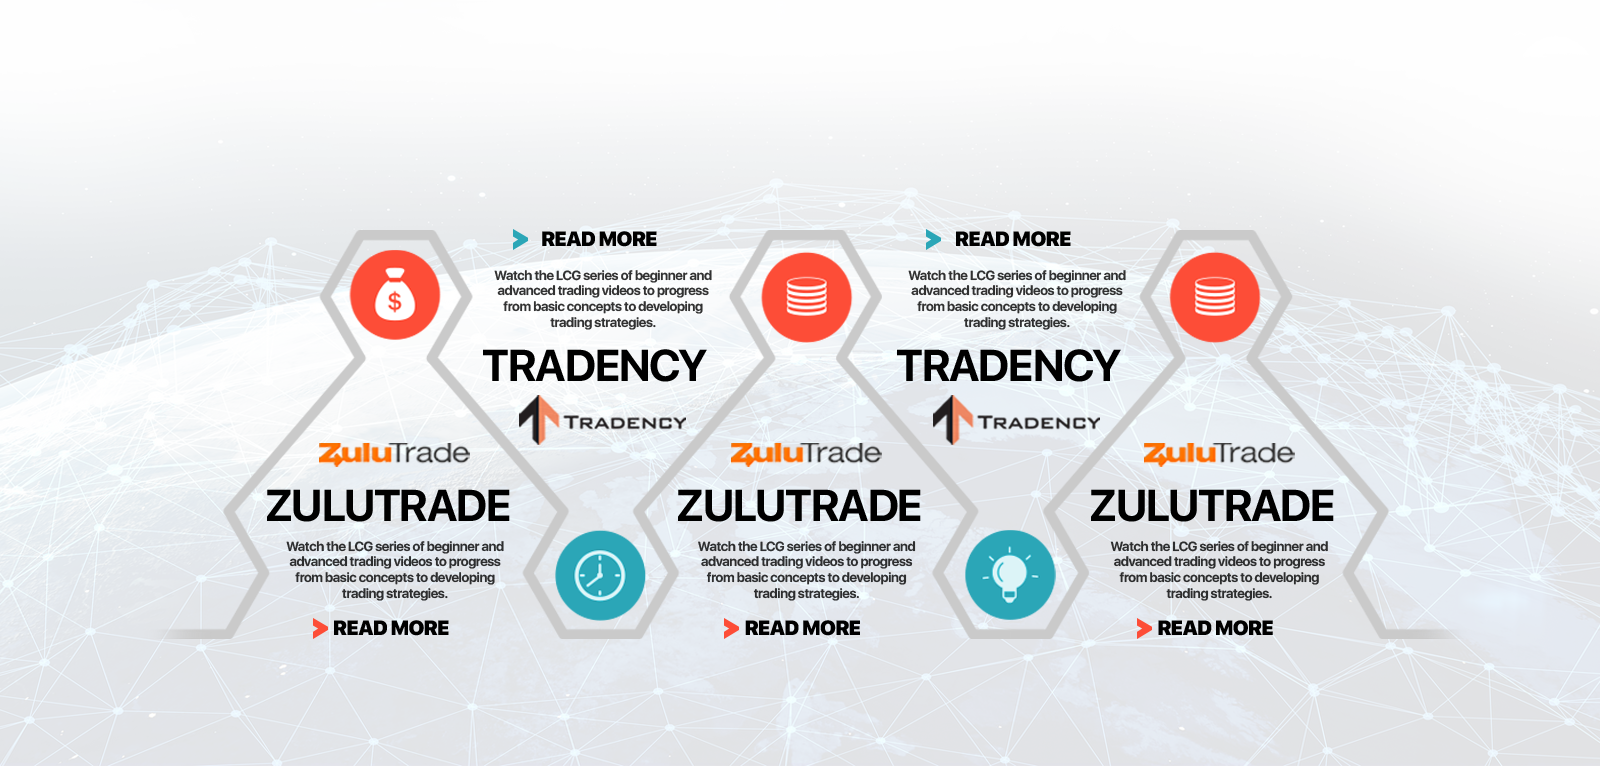 READ MORE
Watch the LCG series of beginner and
advanced trading videos to progress
from basic concepts to developing
trading strategies.
TRADENCY
TRADENCY
READ MORE
Watch the LCG series of beginner and
advanced trading videos to progress
from basic concepts to developing
trading strategies.
TRADENCY
TRADENCY
ZuluTrade
ZULUTRADE
Watch the LCG series of beginner and
advanced trading videos to progress
from basic concepts to developing
trading strategies.
READ MORE
ZuluTrade
ZULUTRADE
Watch the LCG series of beginner and
advanced trading videos to progress
from basic concepts to developing
trading strategies.
READ MORE
ZuluTrade
ZULUTRADE
Watch the LCG series of beginner and
advanced trading videos to progress
from basic concepts to developing
trading strategies.
READ MORE